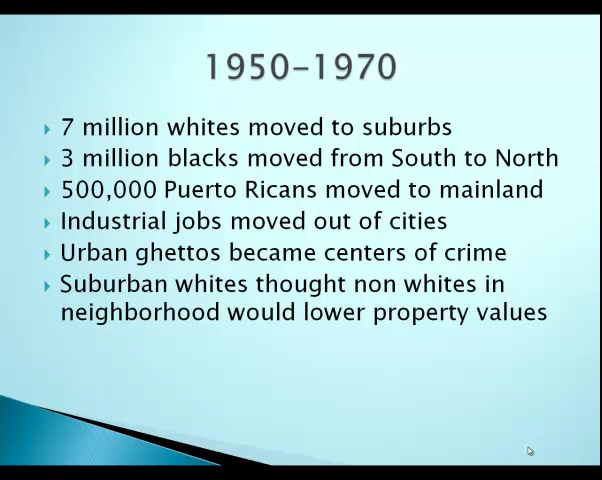 1950-1970
7 million whites moved to suburbs
3 million blacks moved from South to North
500,000 Puerto Ricans moved to mainland
Industrial jobs moved out of cities
Urban ghettos became centers of crime
Suburban whites thought non whites in
neighborhood would lower property values